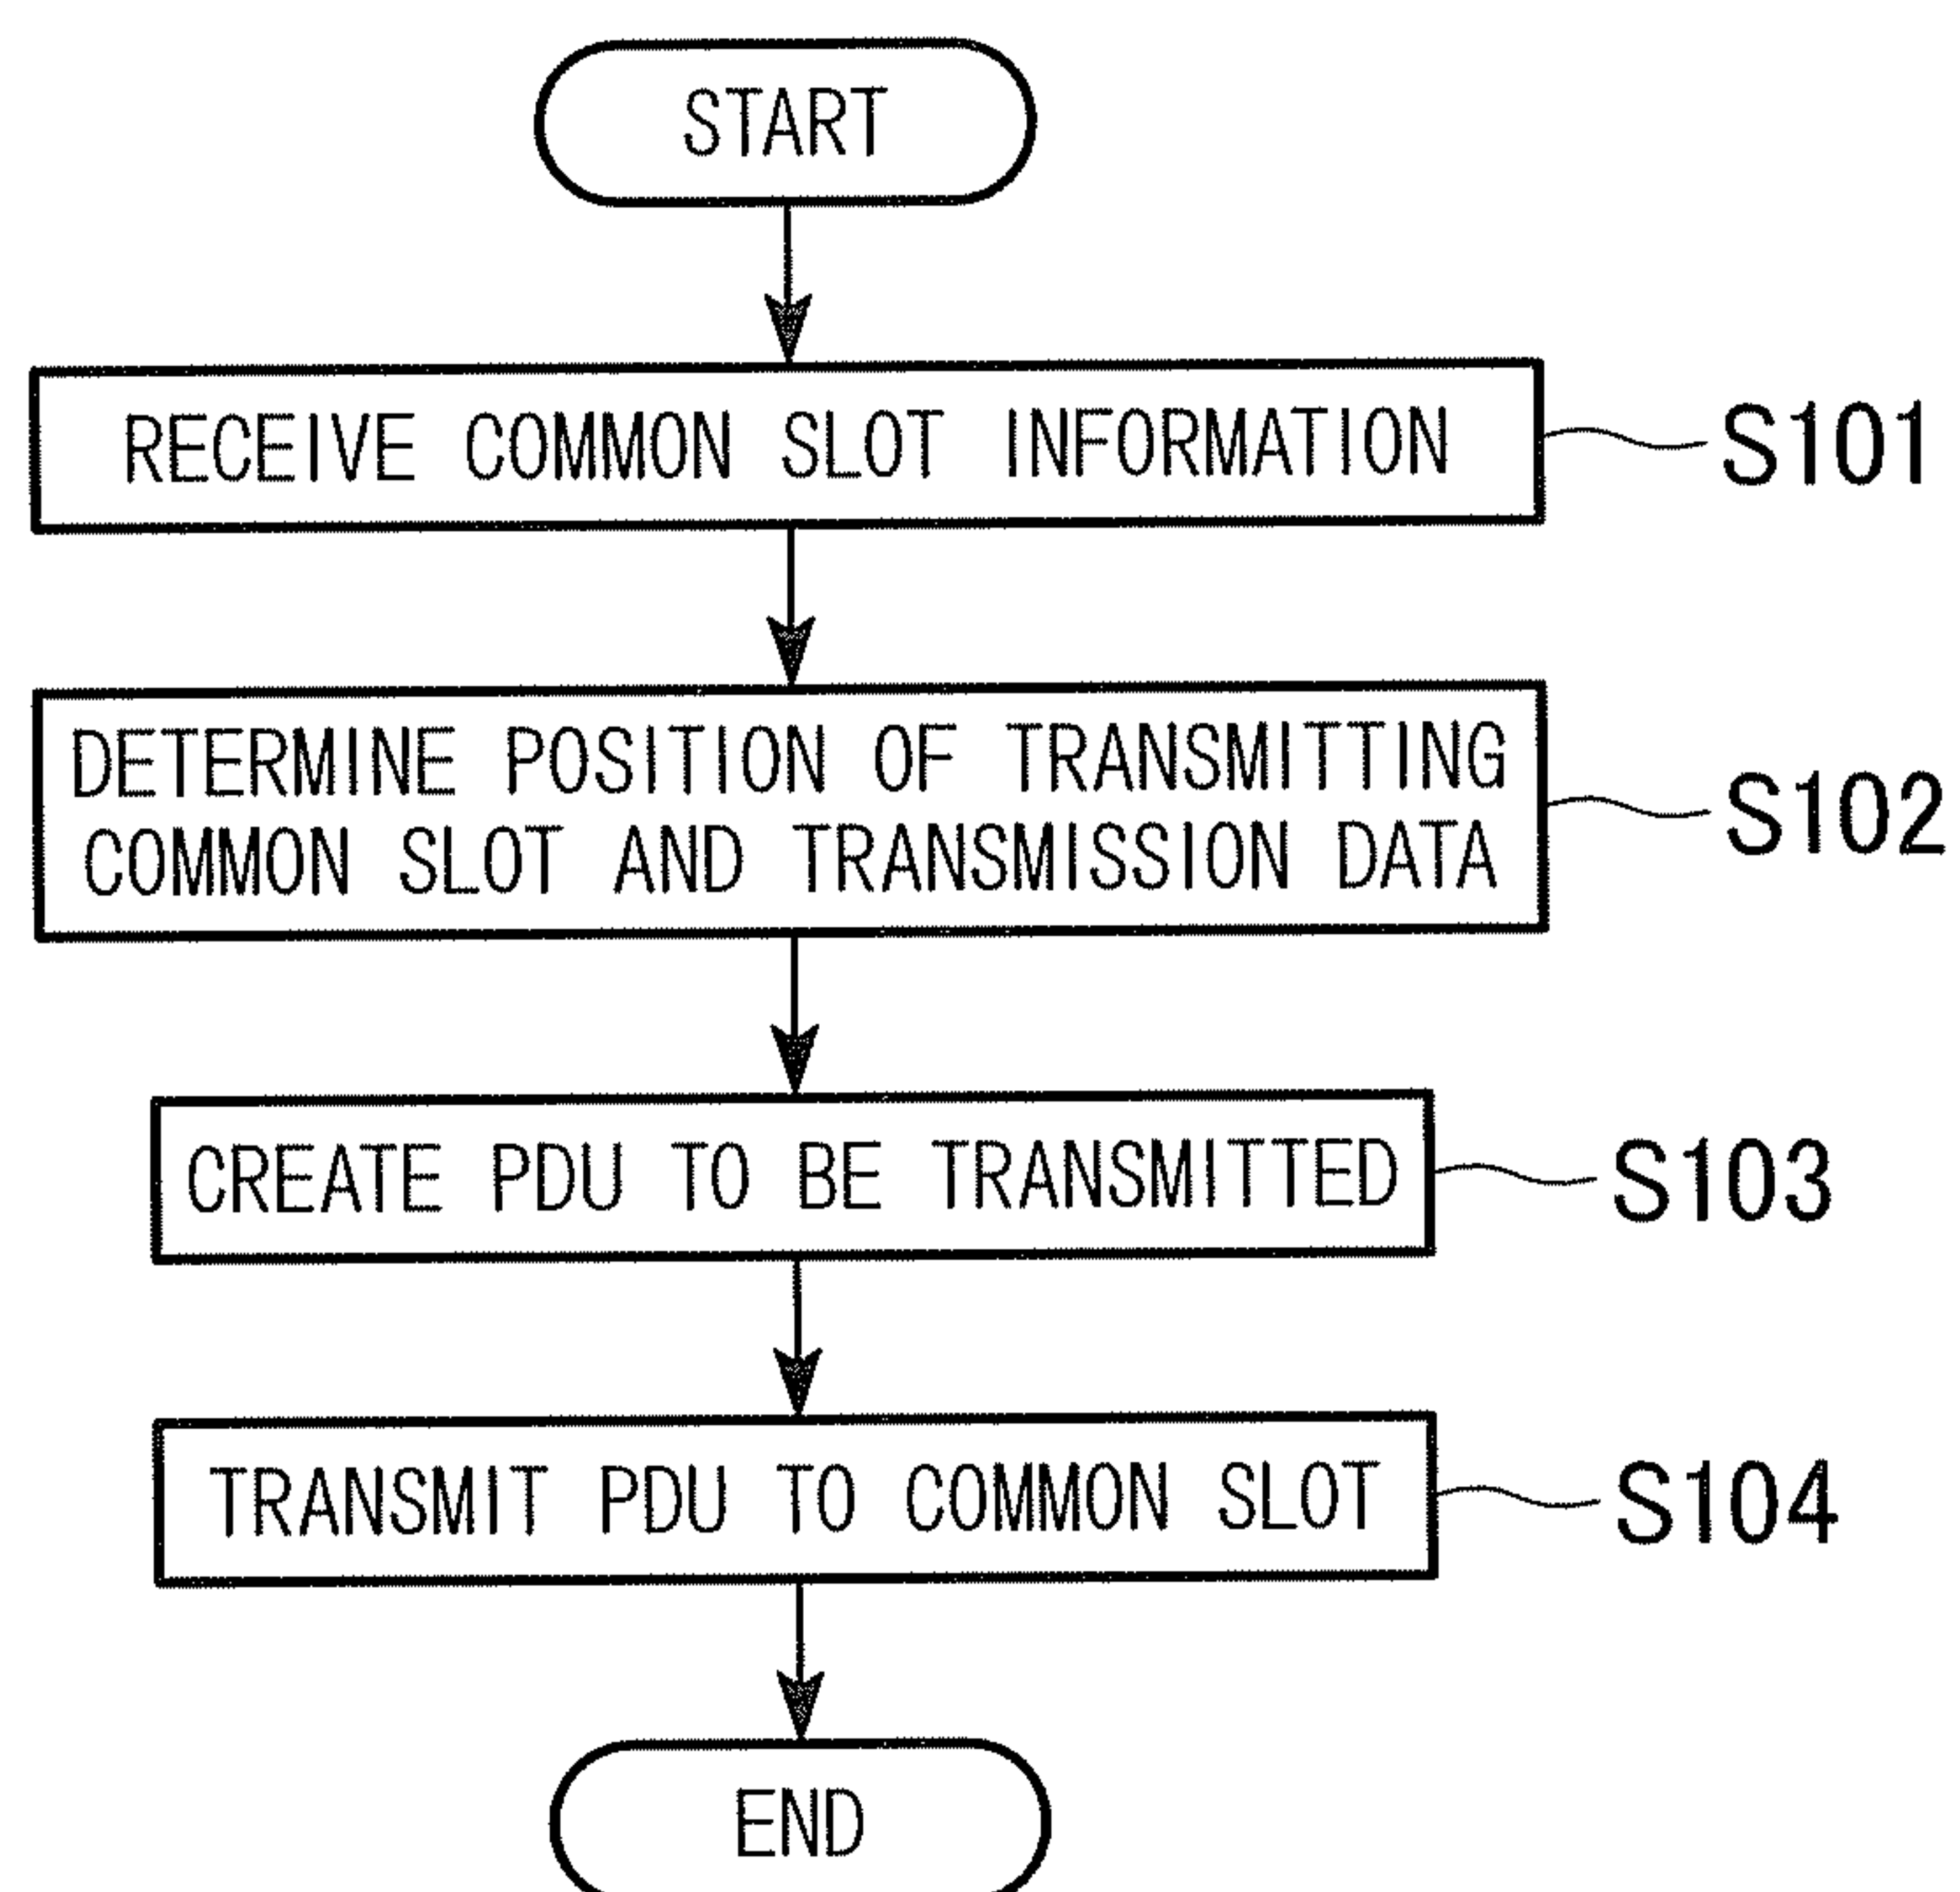 START
RECEIVE COMMON SLOT INFORMATION
S101
DETERMINE POSITION OF TRANSMITTING
COMMON SLOT AND TRANSMISSION DATA
S102
CREATE PDU TO BE TRANSMITTED
S103
TRANSMIT PDU TO COMMON SLOT
S104
END